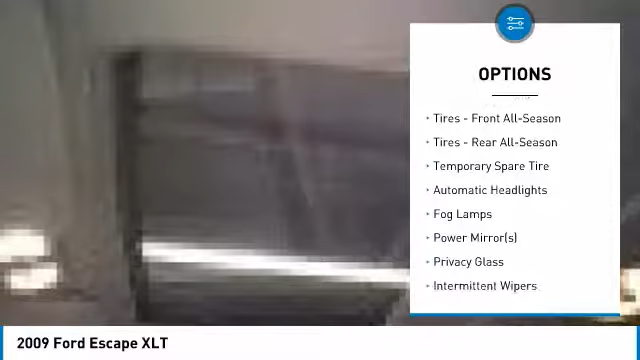 OPTIONS
Tires - Front All-Season
Tires - Rear All-Season
Temporary Spare Tire
Automatic Headlights
Fog Lamps
Power Mirror(s)
Privacy Glass
Intermittent Wipers
2009 Ford Escape XLT